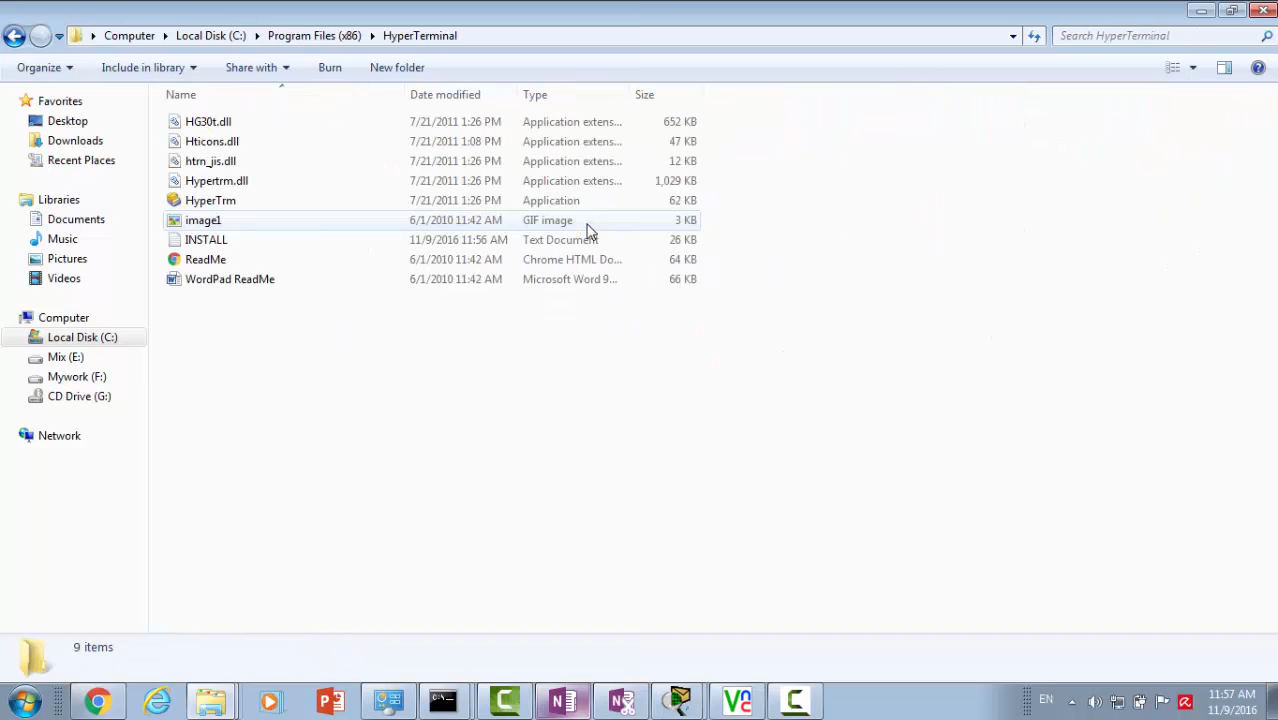 Computer Local Disk (C:) Program Files (x86) HyperTerminal Search HyperTerminal
Organize Include in library Share with Burn New folder
Favorites
Desktop
Downloads
Recent Places
Libraries
Documents
Music
Pictures
Videos
Computer
Local Disk (C:)
Mix (E:)
Mywork (F:)
CD Drive (G:)
Network
Name Date modified Type Size
HG30t.dll 7/21/2011 1:26 PM Application extens... 652 KB
Hticons.dll 7/21/2011 1:08 PM Application extens... 47 KB
htrn_jis.dll 7/21/2011 1:26 PM Application extens... 12 KB
Hypertrm.dll 7/21/2011 1:26 PM Application extens... 1,029 KB
HyperTrm 7/21/2011 1:26 PM Application 62 KB
image1 6/1/2010 11:42 AM GIF image 3 KB
INSTALL 11/9/2016 11:56 AM Text Document 26 KB
ReadMe 6/1/2010 11:42 AM Chrome HTML Do... 64 KB
WordPad ReadMe 6/1/2010 11:42 AM Microsoft Word 9... 66 KB
9 items
EN 11:57 AM
11/9/2016